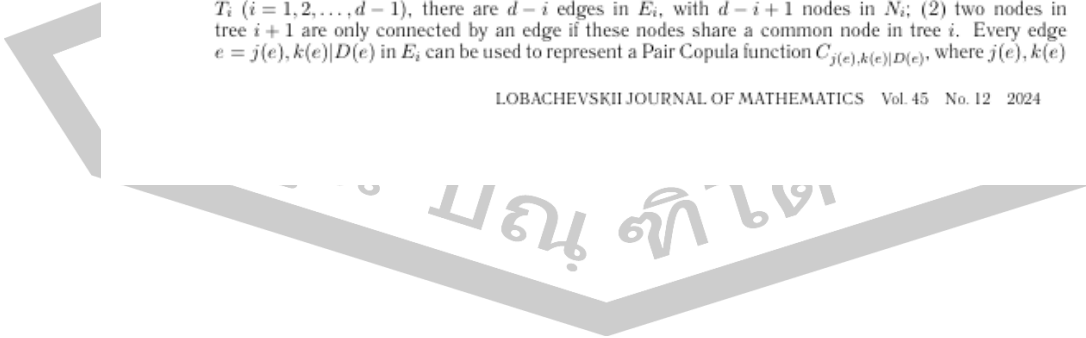 T_i (i = 1, 2, . . . , d − 1), there are d − i edges in E_i, with d − i + 1 nodes in N_i; (2) two nodes in
tree i + 1 are only connected by an edge if these nodes share a common node in tree i. Every edge
e = j(e), k(e)|D(e) in E_i can be used to represent a Pair Copula function C_{j(e),k(e)|D(e)}, where j(e), k(e)
LOBACHEVSKII JOURNAL OF MATHEMATICS Vol. 45 No. 12 2024